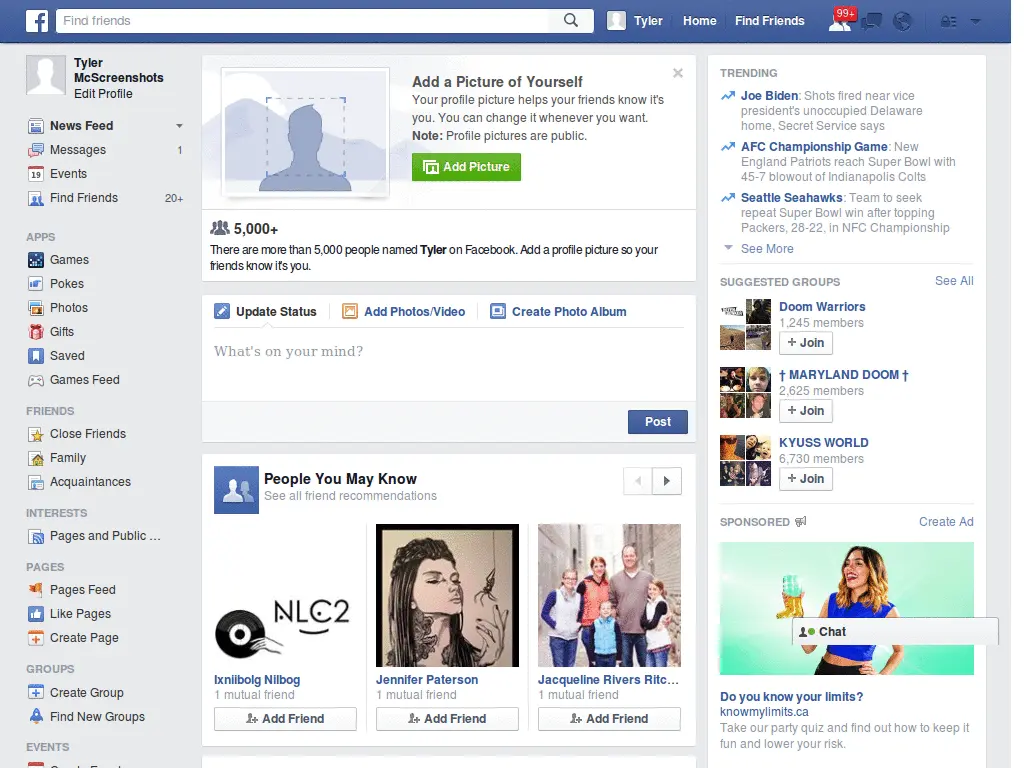 Find friends
Tyler
Home
Find Friends
99+
Tyler
McScreenshots
Edit Profile
News Feed
Messages
1
19
Events
Find Friends
20+
APPS
Games
Pokes
Photos
Gifts
Saved
Games Feed
FRIENDS
Close Friends
Family
Acquaintances
INTERESTS
Pages and Public ...
PAGES
Pages Feed
Like Pages
Create Page
GROUPS
Create Group
Find New Groups
EVENTS
Add a Picture of Yourself
Your profile picture helps your friends know it's
you. You can change it whenever you want.
Note: Profile pictures are public.
Add Picture
5,000+
There are more than 5,000 people named Tyler on Facebook. Add a profile picture so your
friends know it's you.
Update Status
Add Photos/Video
Create Photo Album
What's on your mind?
Post
People You May Know
See all friend recommendations
NLC2
Ixniibolg Nilbog
1 mutual friend
Add Friend
Jennifer Paterson
1 mutual friend
Add Friend
Jacqueline Rivers Ritc...
1 mutual friend
Add Friend
TRENDING
Joe Biden: Shots fired near vice
president's unoccupied Delaware
home, Secret Service says
AFC Championship Game: New
England Patriots reach Super Bowl with
45-7 blowout of Indianapolis Colts
Seattle Seahawks: Team to seek
repeat Super Bowl win after topping
Packers, 28-22, in NFC Championship
See More
SUGGESTED GROUPS
See All
Doom Warriors
1,245 members
+ Join
† MARYLAND DOOM †
2,625 members
+ Join
KYUSS WORLD
6,730 members
+ Join
SPONSORED
Create Ad
Chat
Do you know your limits?
knowmylimits.ca
Take our party quiz and find out how to keep it
fun and lower your risk.